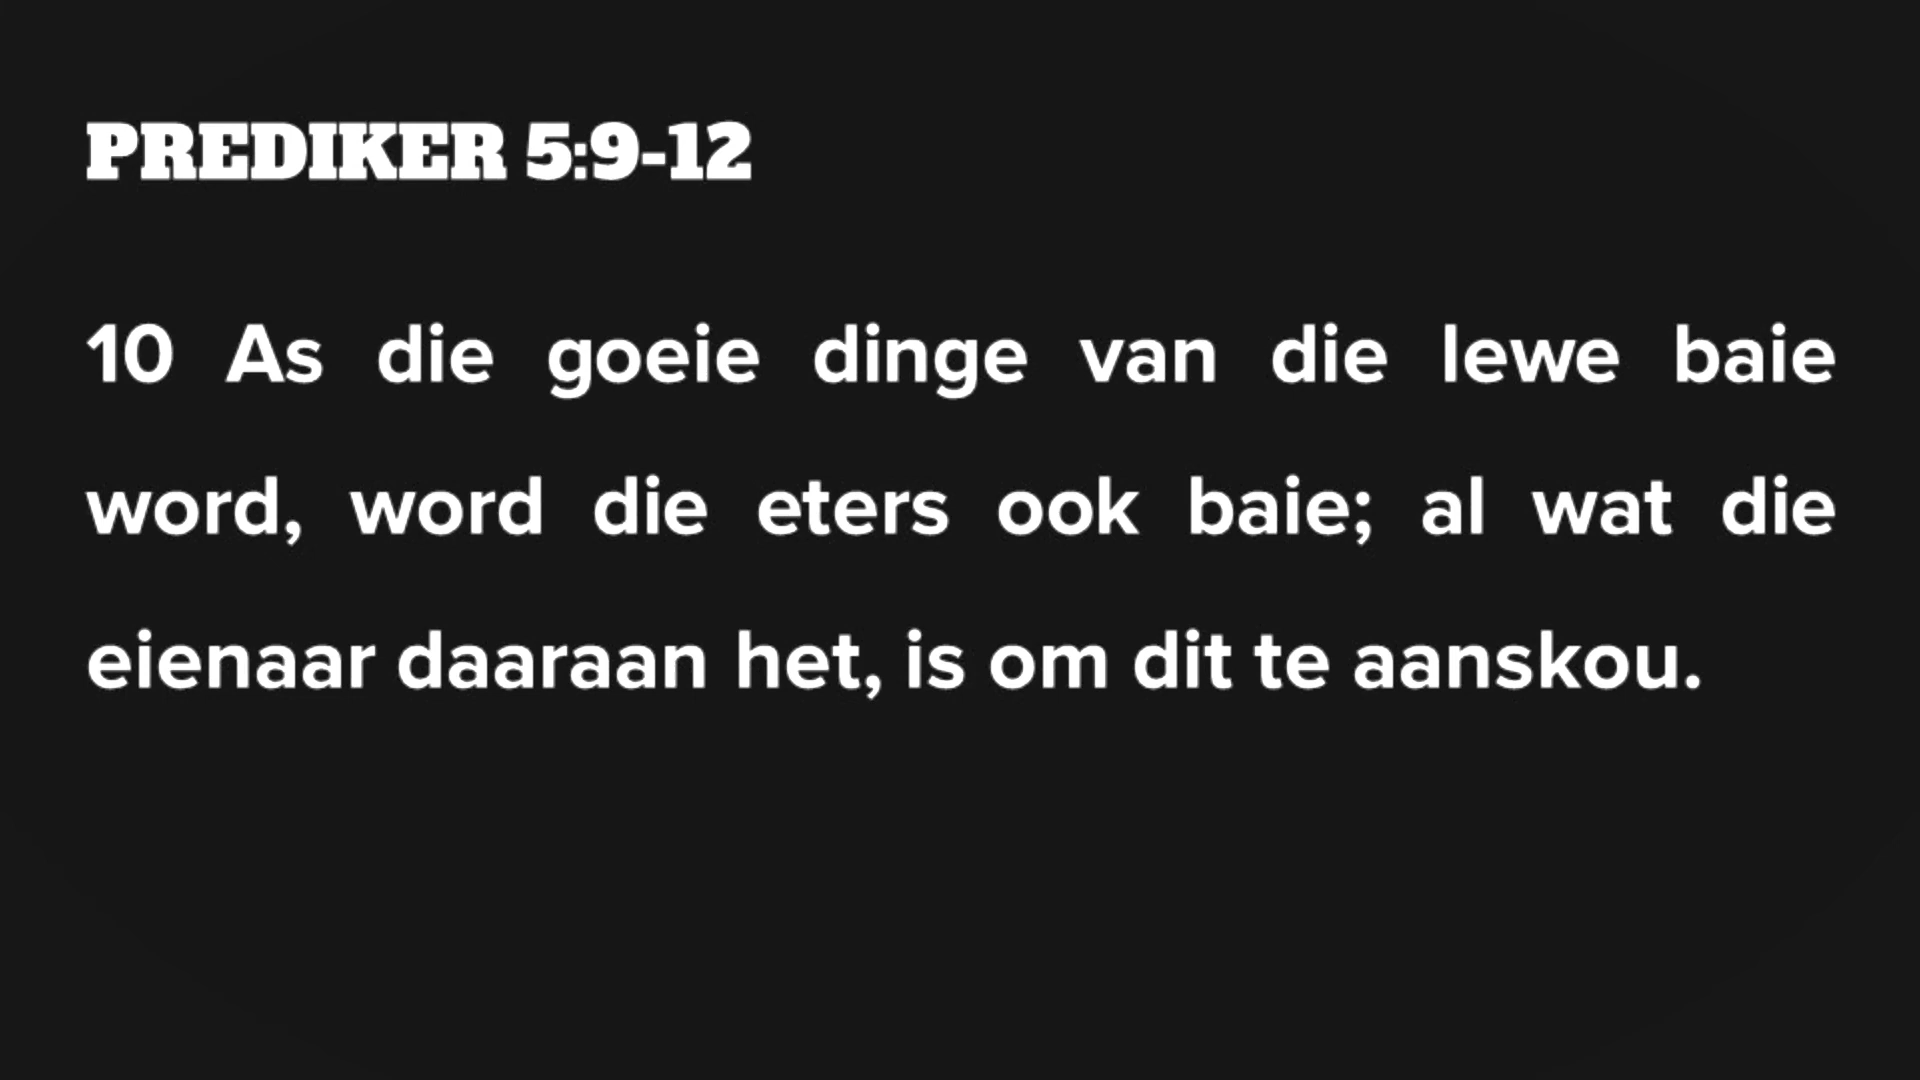 PREDIKER 5:9-12
10 As die goeie dinge van die lewe baie
word, word die eters ook baie; al wat die
eienaar daaraan het, is om dit te aanskou.